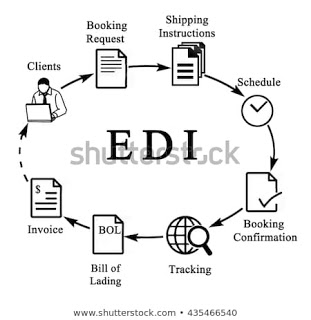 Booking
Request
Shipping
Instructions
Clients
Schedule
EDI
shutterstock
$
Booking
Confirmation
Invoice
BOL
Bill of
Lading
Tracking
www.shutterstock.com • 435466540